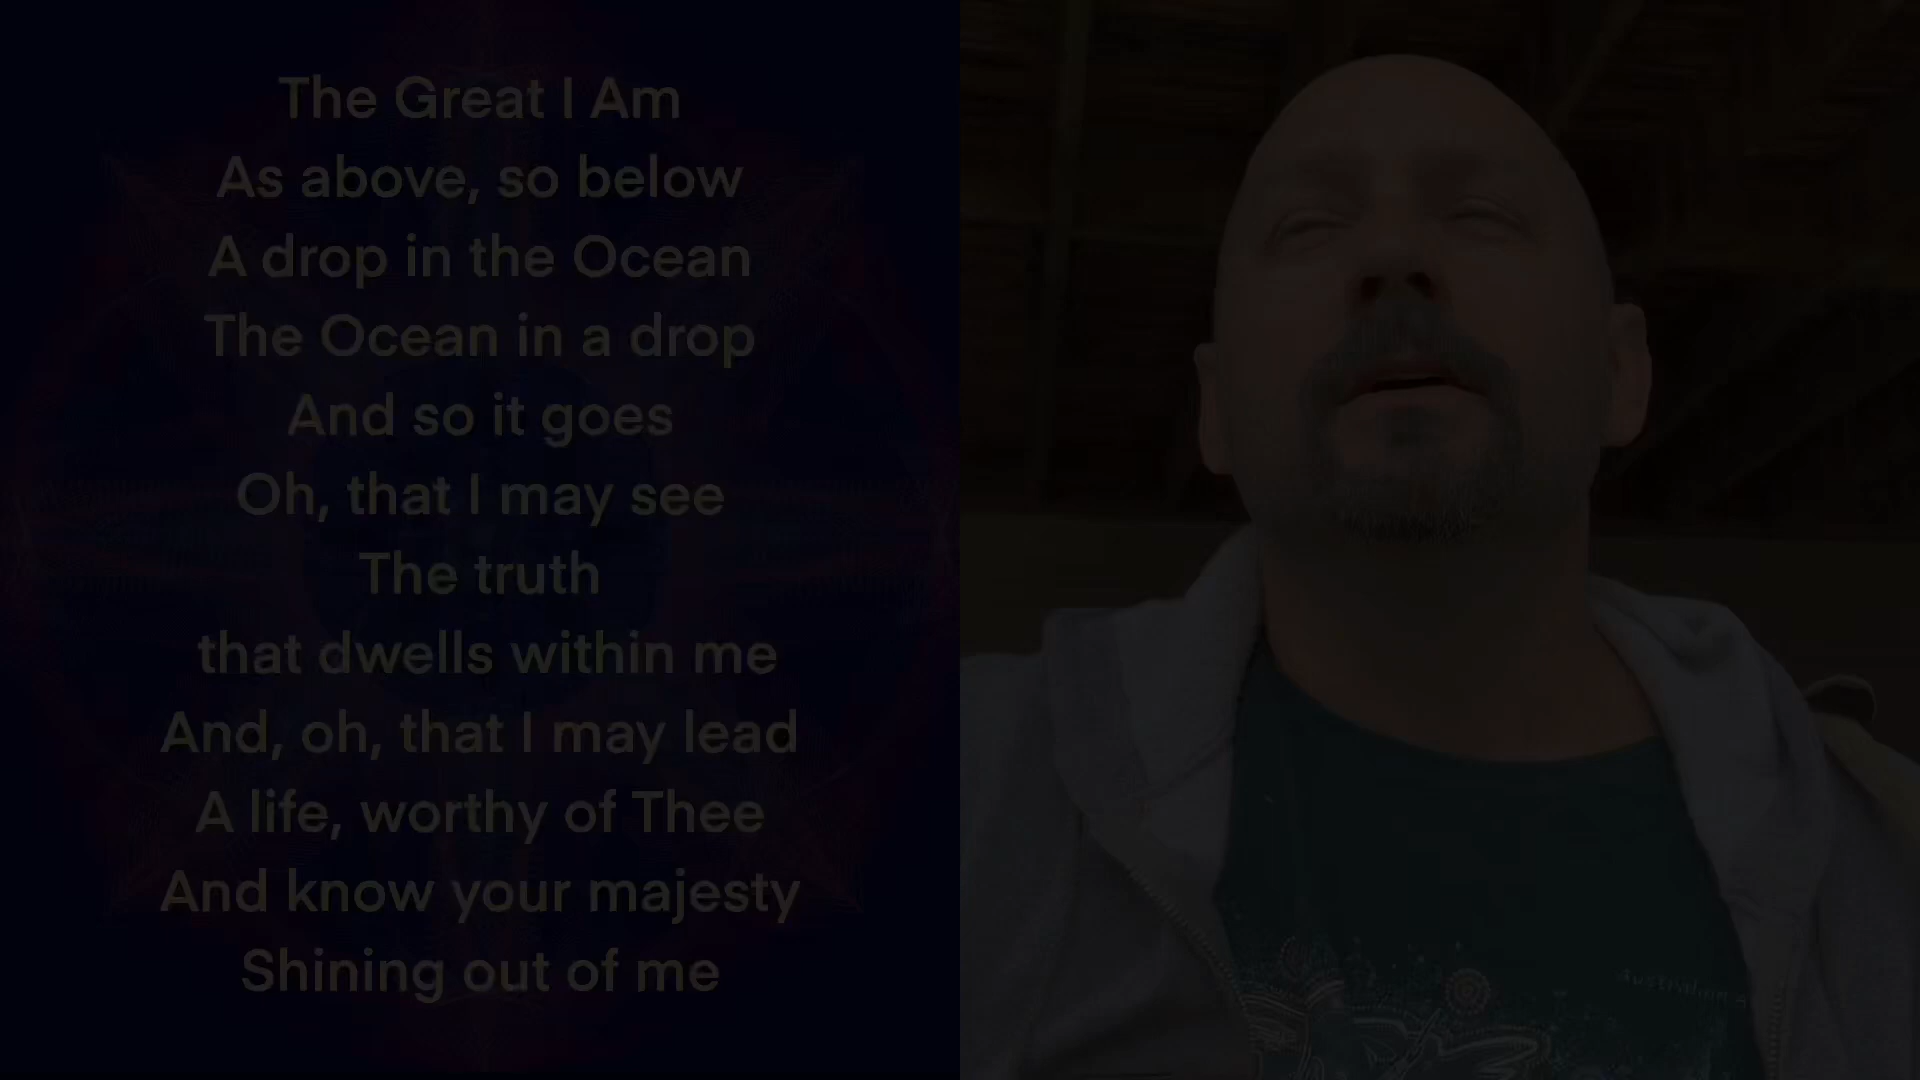 The Great I Am
As above, so below
A drop in the Ocean
The Ocean in a drop
And so it goes
Oh, that I may see
The truth
that dwells within me
And, oh, that I may lead
A life, worthy of Thee
And know your majesty
Shining out of me